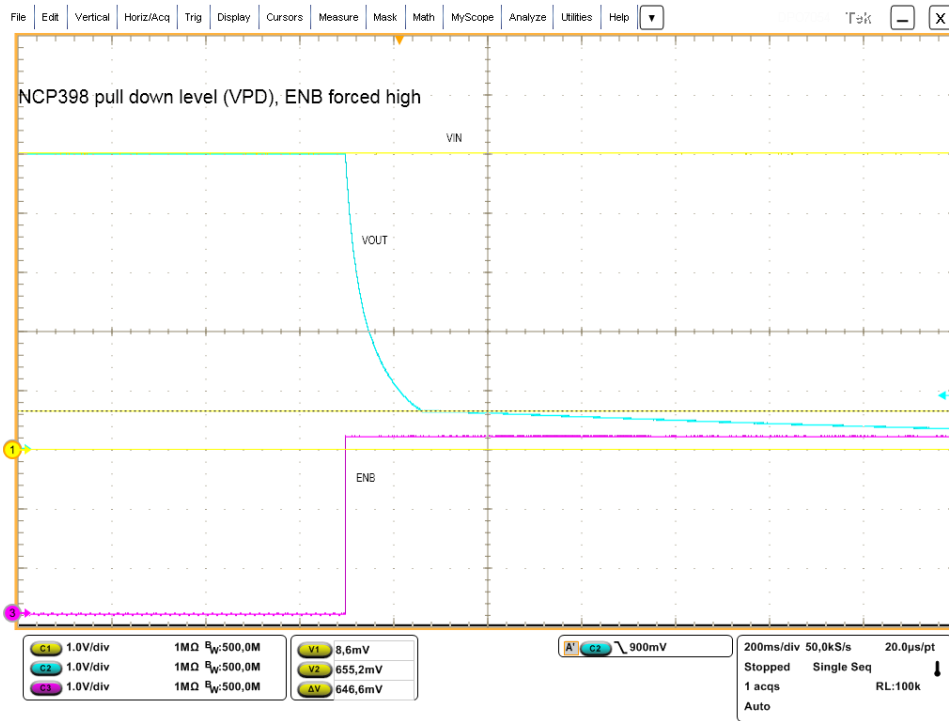 File Edit Vertical Horiz/Acq Trig Display Cursors Measure Mask Math MyScope Analyze Utilities Help ▼ Tek X
NCP398 pull down level (VPD), ENB forced high
VIN
VOUT
1
ENB
3
C1 1.0V/div 1MΩ BW:500,0M
C2 1.0V/div 1MΩ BW:500,0M
C3 1.0V/div 1MΩ BW:500,0M
V1 8,6mV
V2 655,2mV
ΔV 646,6mV
A' C2 900mV
200ms/div 50,0kS/s 20.0µs/pt
Stopped Single Seq
1 acqs RL:100k
Auto